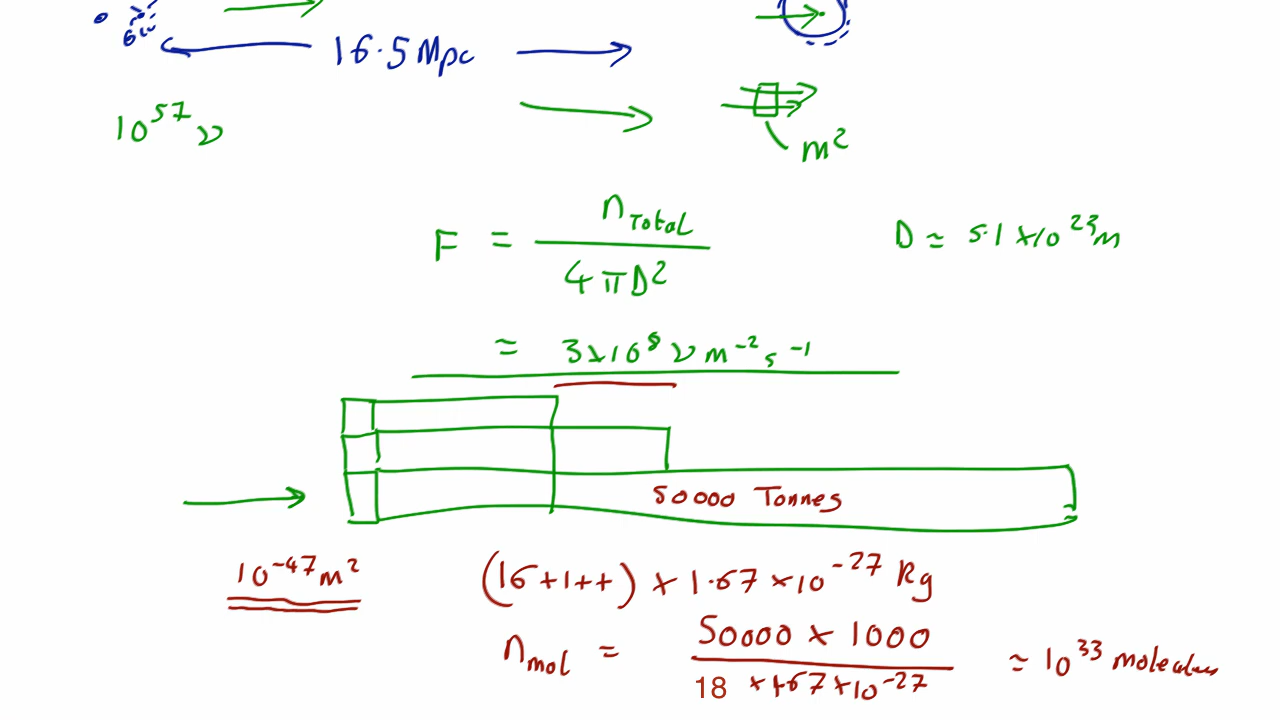 16.5 Mpc
10^57 ν
m²
F = n_Total / 4πD²
D ≈ 5.1 × 10^23 m
≈ 3×10^8 ν m^-2 s^-1
50000 Tonnes
10^-47 m²
(16+1++) × 1.67 × 10^-27 Kg
n_mol = 50000 × 1000 / 18 × 1.67 × 10^-27 ≈ 10^33 molecules